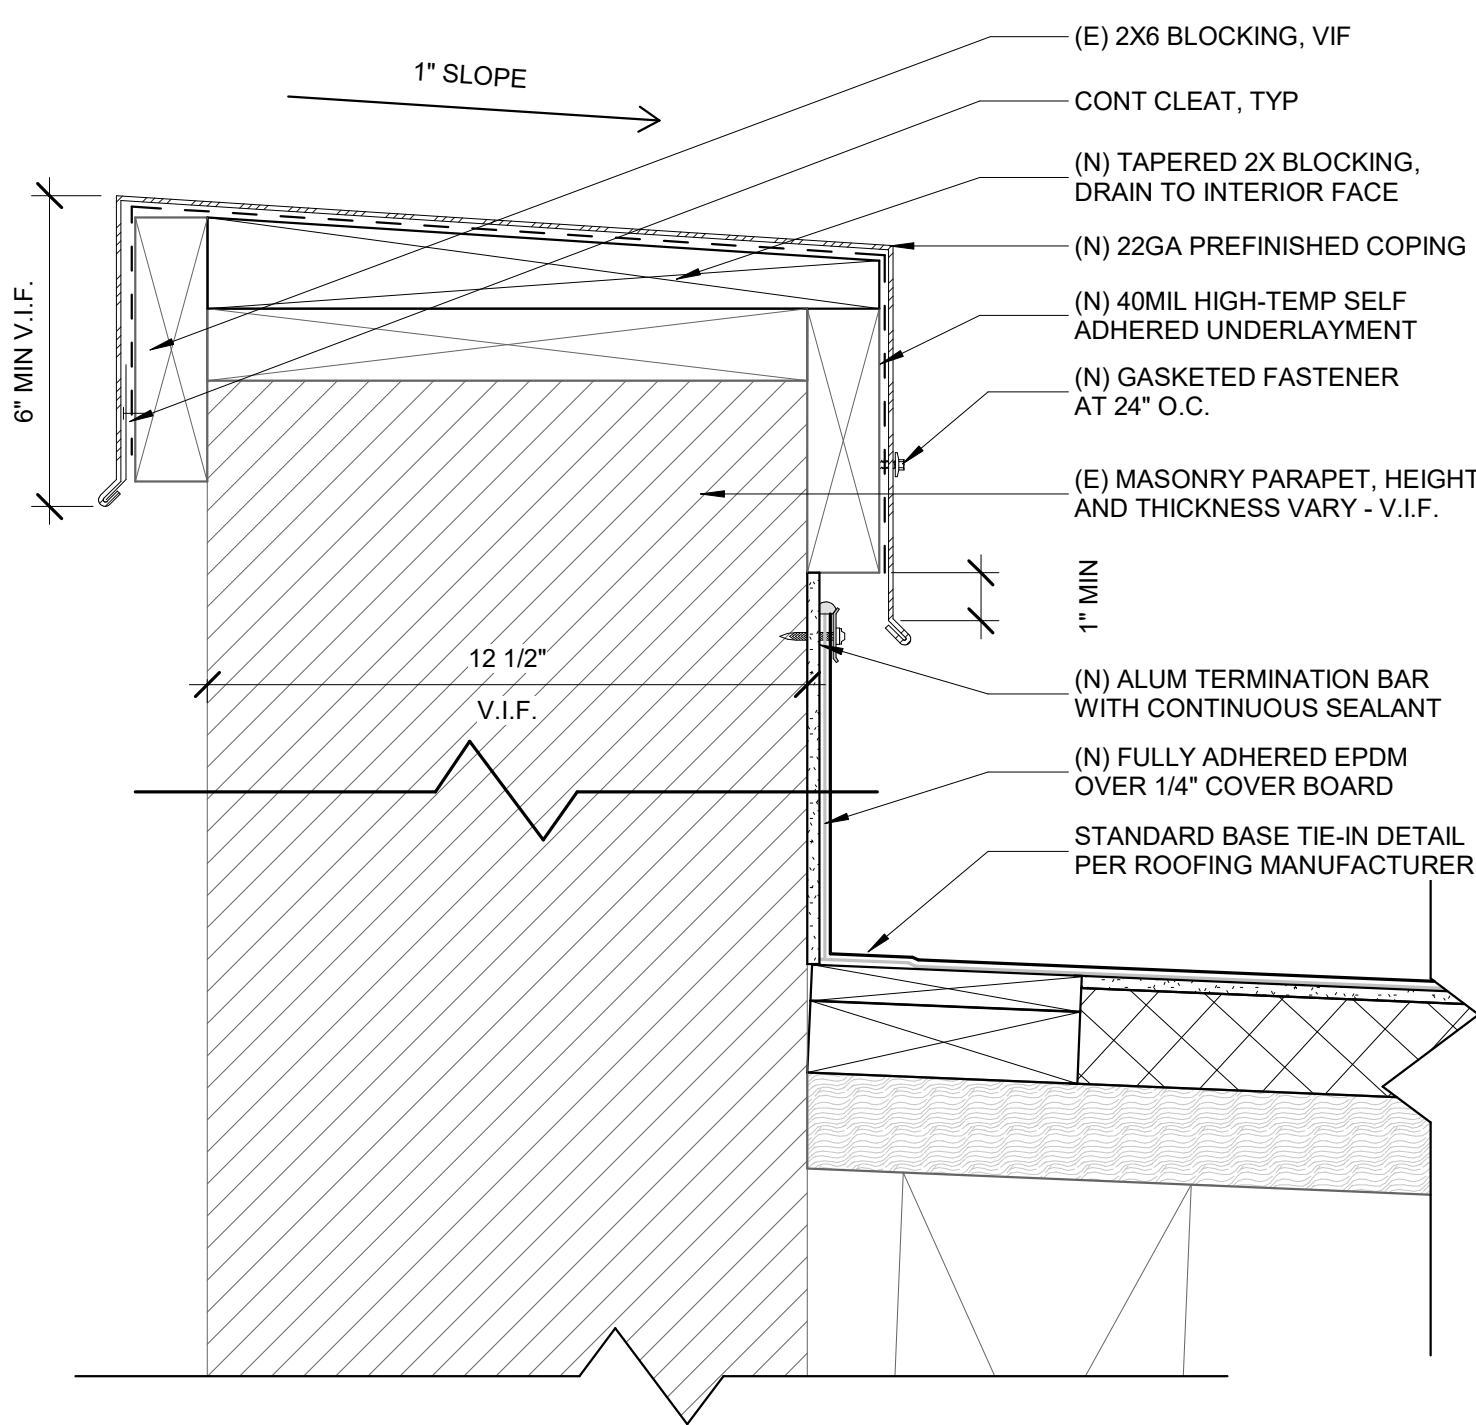 (E) 2X6 BLOCKING, VIF
1" SLOPE
CONT CLEAT, TYP
(N) TAPERED 2X BLOCKING,
DRAIN TO INTERIOR FACE
(N) 22GA PREFINISHED COPING
(N) 40MIL HIGH-TEMP SELF
ADHERED UNDERLAYMENT
6" MIN V.I.F.
(N) GASKETED FASTENER
AT 24" O.C.
(E) MASONRY PARAPET, HEIGHT
AND THICKNESS VARY - V.I.F.
1" MIN
12 1/2"
V.I.F.
(N) ALUM TERMINATION BAR
WITH CONTINUOUS SEALANT
(N) FULLY ADHERED EPDM
OVER 1/4" COVER BOARD
STANDARD BASE TIE-IN DETAIL
PER ROOFING MANUFACTURER